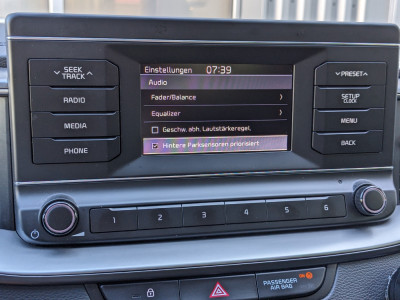 Einstellungen 07:39
Audio
Fader/Balance
Equalizer
Geschw. abh. Lautstärkeregel.
Hintere Parksensoren priorisiert
SEEK
TRACK
RADIO
MEDIA
PHONE
PRESET
SETUP
CLOCK
MENU
BACK
1 2 3 4 5 6
PASSENGER
AIR BAG